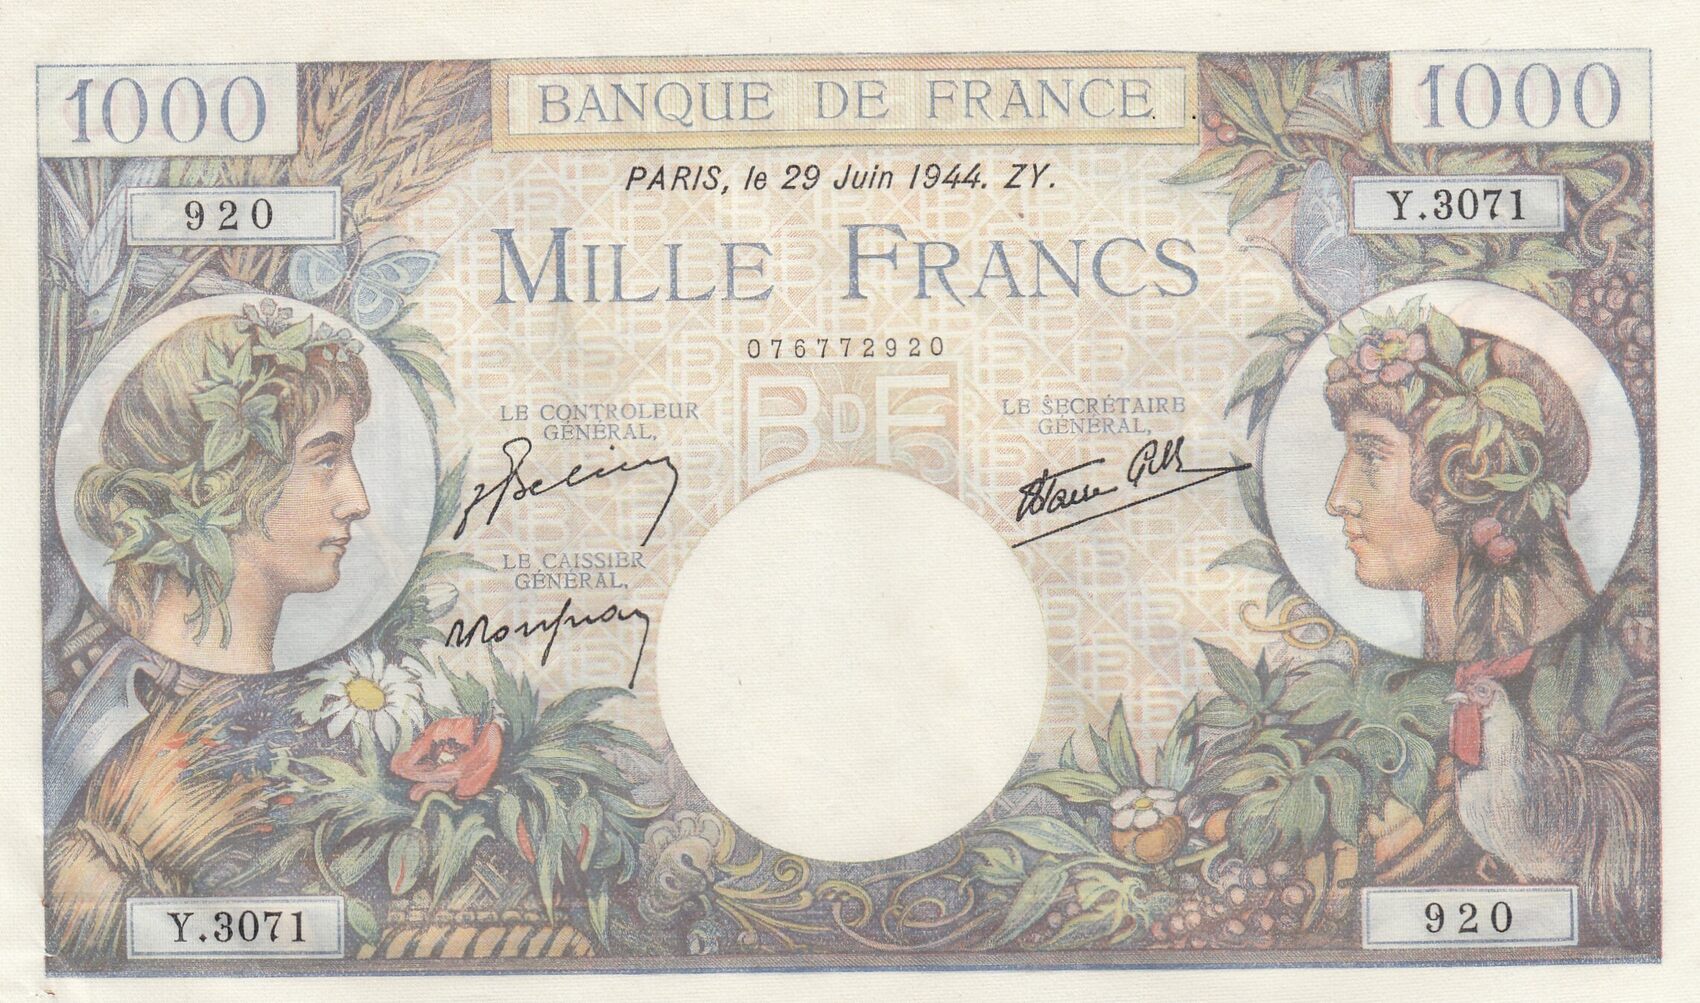 1000
BANQUE DE FRANCE
1000
PARIS, le 29 Juin 1944. ZY.
920
Y.3071
MILLE FRANCS
076772920
BDF
LE CONTROLEUR
GÉNÉRAL,
LE SECRÉTAIRE
GÉNÉRAL,
LE CAISSIER
GÉNÉRAL,
Y.3071
920